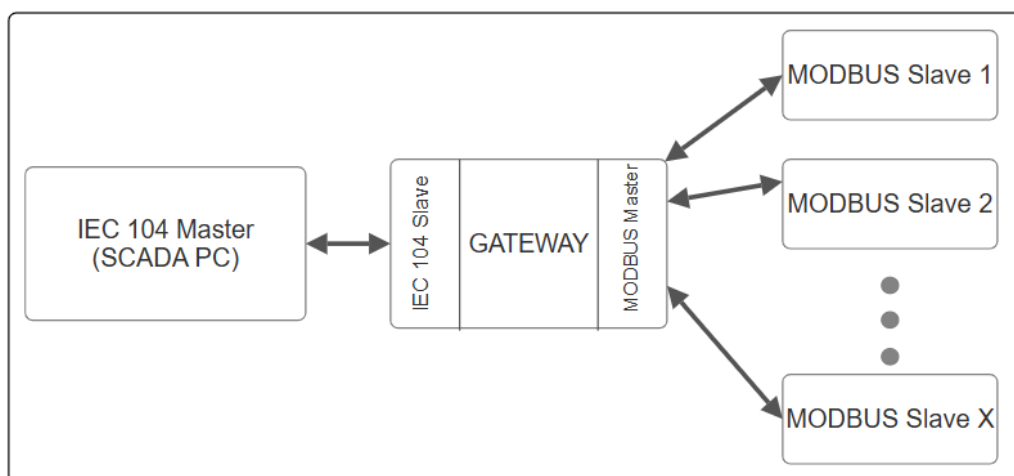 IEC 104 Master
(SCADA PC)
IEC 104 Slave
GATEWAY
MODBUS Master
MODBUS Slave 1
MODBUS Slave 2
MODBUS Slave X